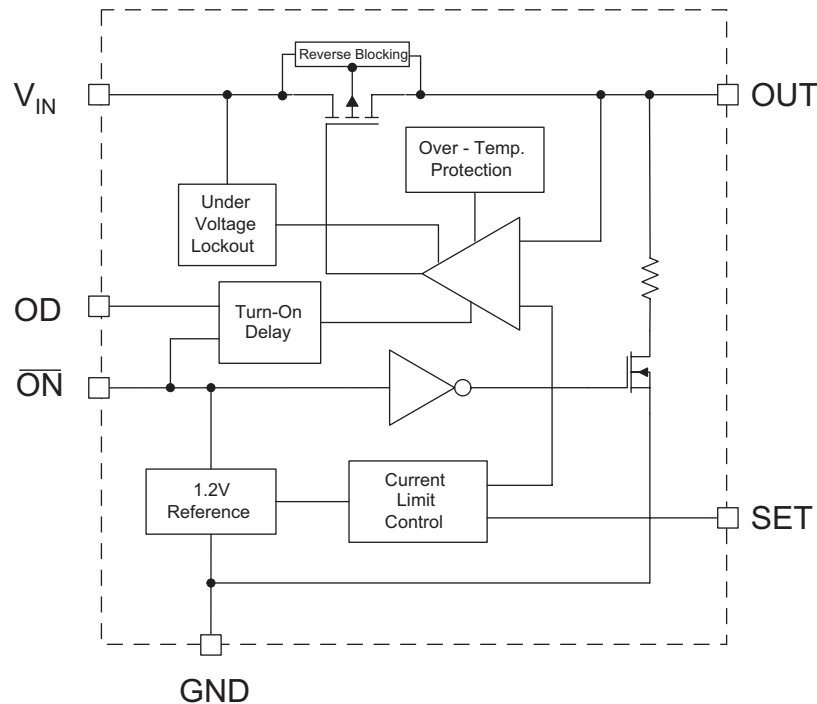 Reverse Blocking
V_IN
OUT
Over - Temp.
Protection
Under
Voltage
Lockout
OD
Turn-On
Delay
O̅N̅
1.2V
Reference
Current
Limit
Control
SET
GND